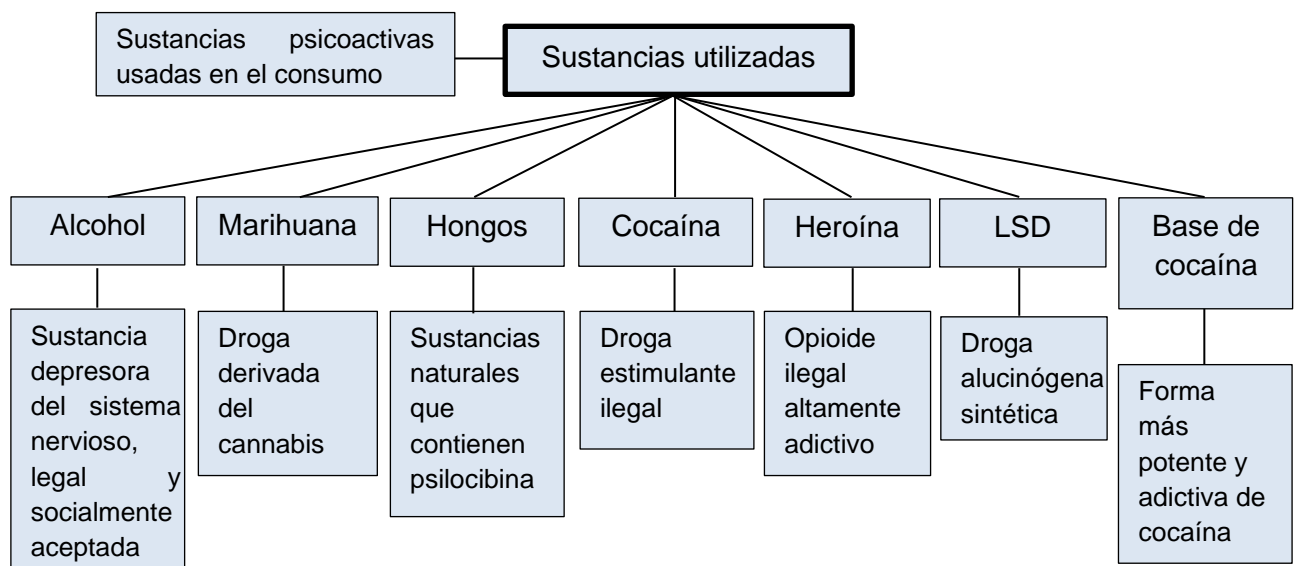 Sustancias psicoactivas
usadas en el consumo
Sustancias utilizadas
Alcohol
Marihuana
Hongos
Cocaína
Heroína
LSD
Base de
cocaína
Sustancia
depresora
del sistema
nervioso,
legal y
socialmente
aceptada
Droga
derivada
del
cannabis
Sustancias
naturales
que
contienen
psilocibina
Droga
estimulante
ilegal
Opioide
ilegal
altamente
adictivo
Droga
alucinógena
sintética
Forma
más
potente y
adictiva de
cocaína